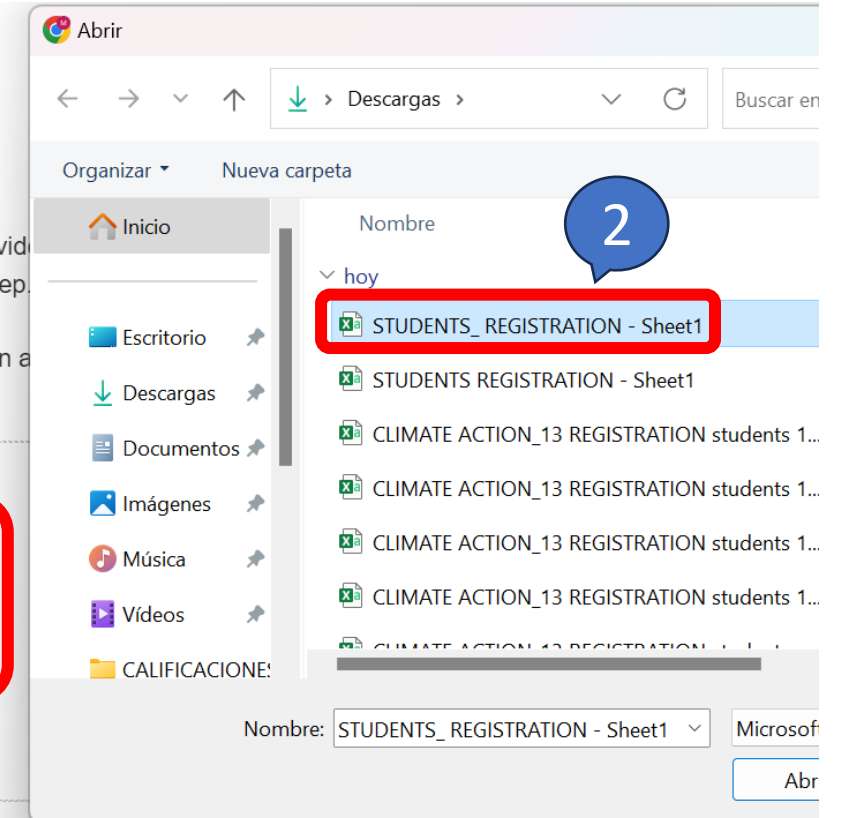 Abrir
Descargas
Buscar en
Organizar
Nueva carpeta
Inicio
Nombre
2
hoy
STUDENTS_ REGISTRATION - Sheet1
Escritorio
STUDENTS REGISTRATION - Sheet1
Descargas
CLIMATE ACTION_13 REGISTRATION students 1...
Documentos
CLIMATE ACTION_13 REGISTRATION students 1...
Imágenes
CLIMATE ACTION_13 REGISTRATION students 1...
Música
CLIMATE ACTION_13 REGISTRATION students 1...
Vídeos
CALIFICACIONES
Nombre: STUDENTS_ REGISTRATION - Sheet1
Microsoft
Abr